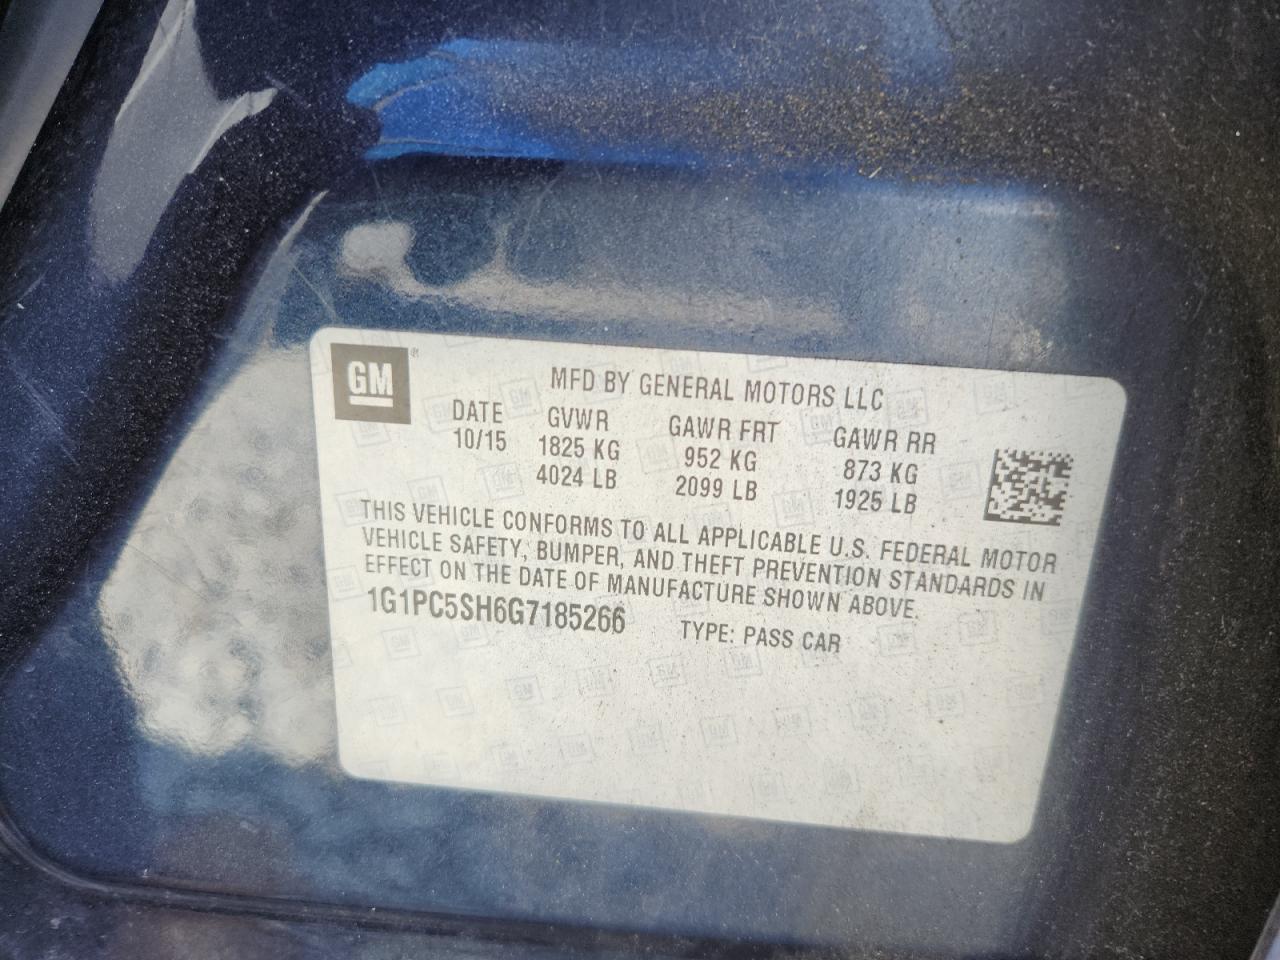 GM
MFD BY GENERAL MOTORS LLC
DATE GVWR GAWR FRT GAWR RR
10/15 1825 KG 952 KG 873 KG
4024 LB 2099 LB 1925 LB
THIS VEHICLE CONFORMS TO ALL APPLICABLE U.S. FEDERAL MOTOR
VEHICLE SAFETY, BUMPER, AND THEFT PREVENTION STANDARDS IN
EFFECT ON THE DATE OF MANUFACTURE SHOWN ABOVE.
1G1PC5SH6G7185266 TYPE: PASS CAR